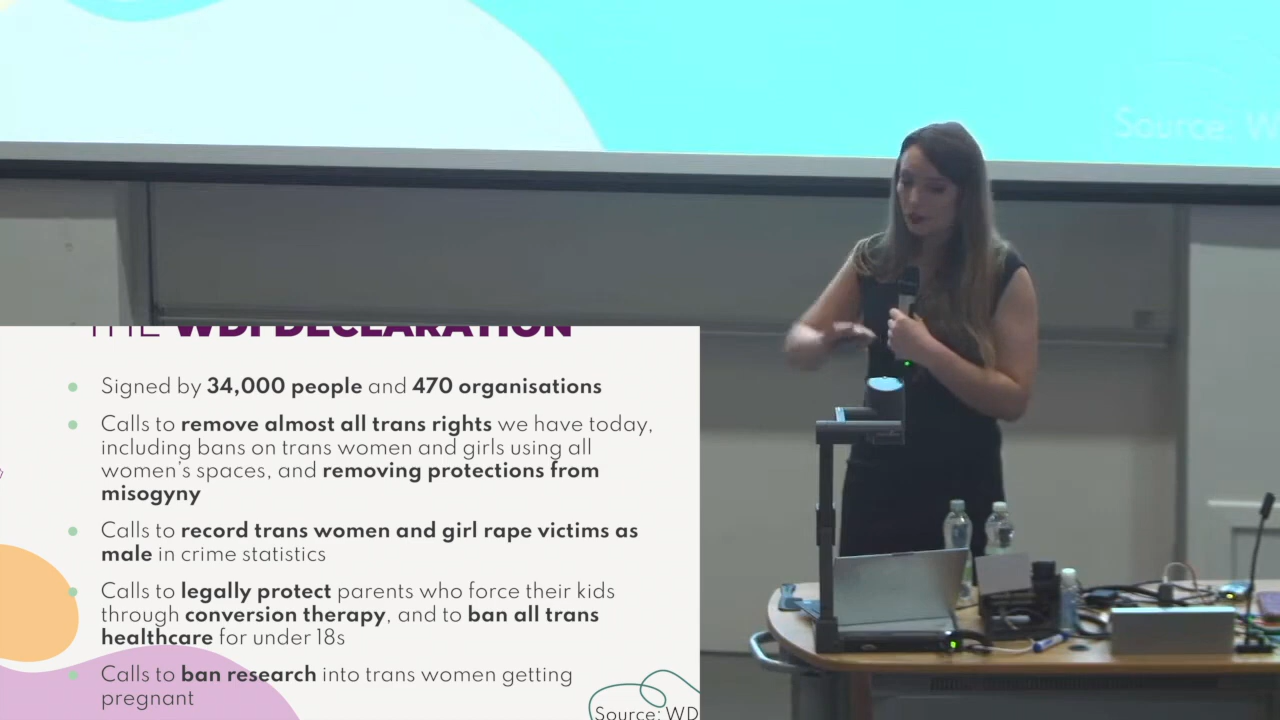 Source: W
THE WDI DECLARATION
Signed by 34,000 people and 470 organisations
Calls to remove almost all trans rights we have today,
including bans on trans women and girls using all
women's spaces, and removing protections from
misogyny
Calls to record trans women and girl rape victims as
male in crime statistics
Calls to legally protect parents who force their kids
through conversion therapy, and to ban all trans
healthcare for under 18s
Calls to ban research into trans women getting
pregnant
Source: WD